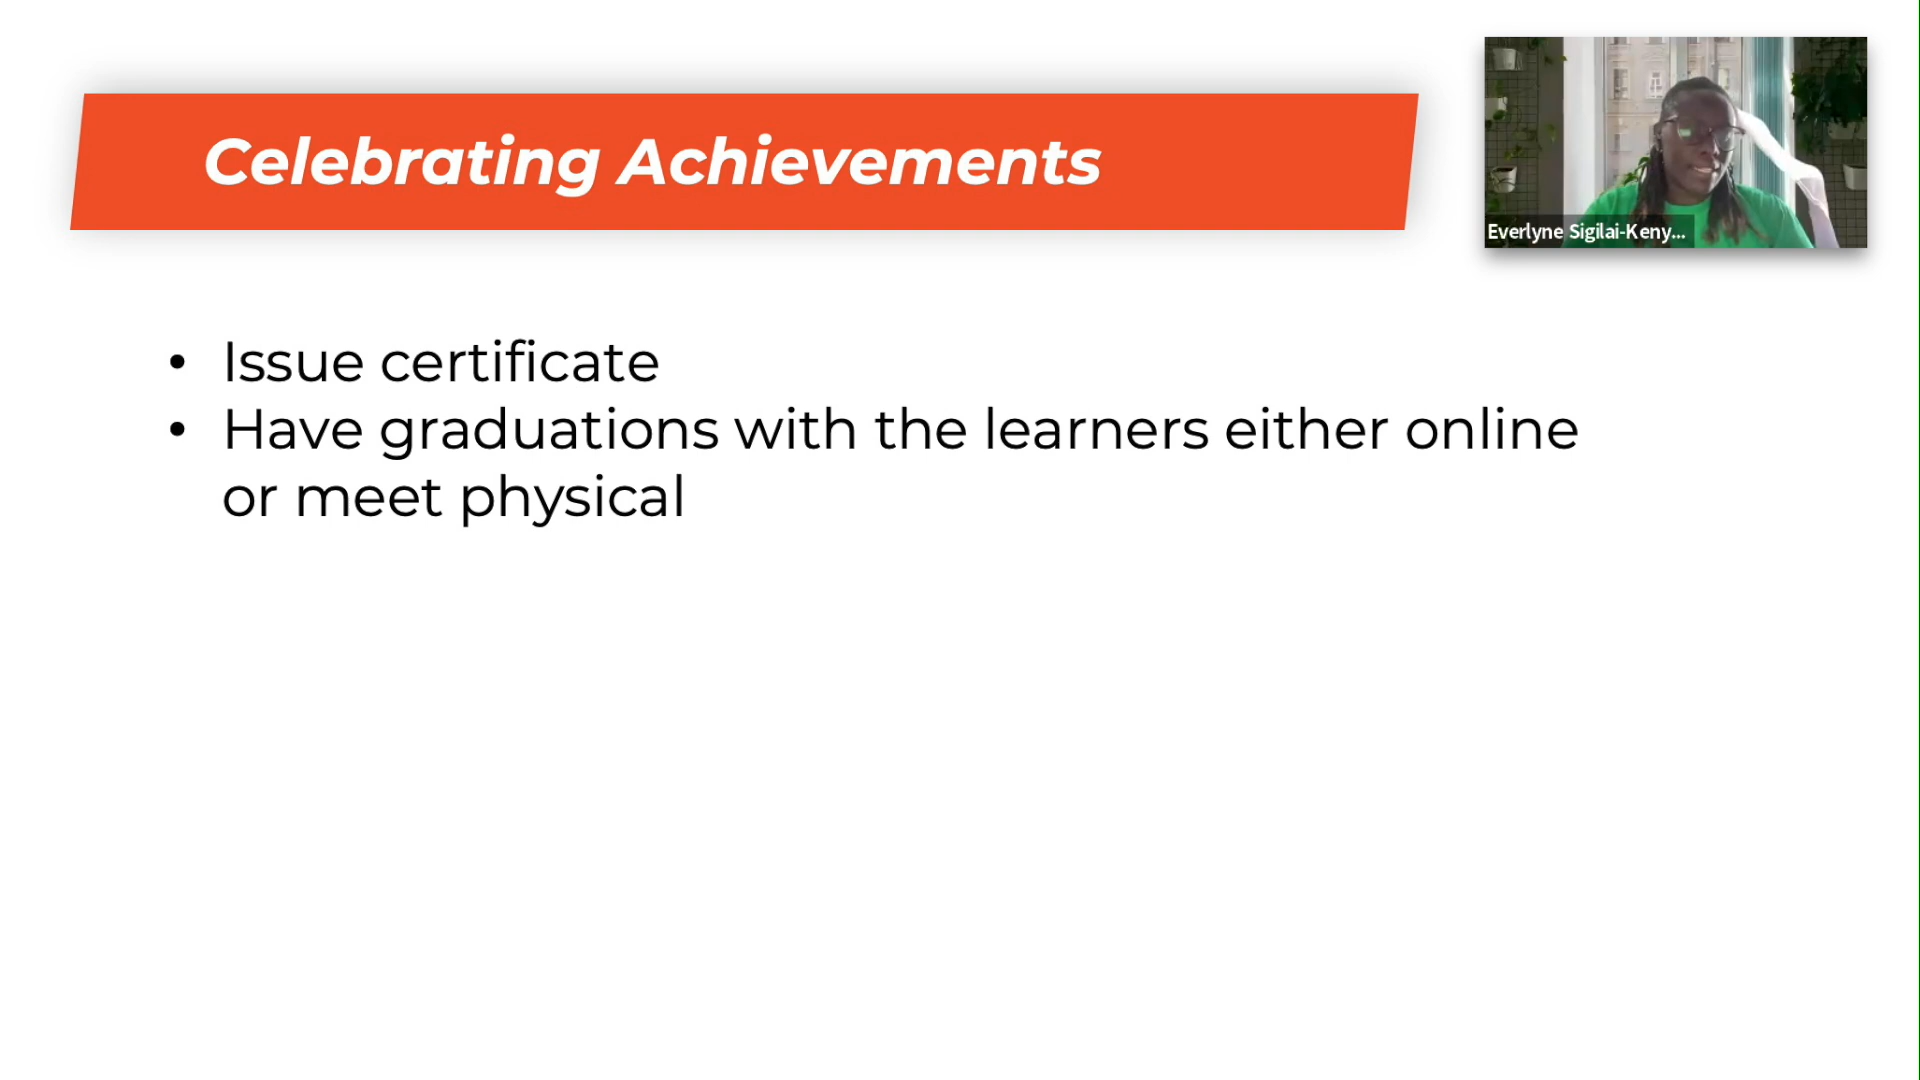 Celebrating Achievements
Everlyne Sigilai-Keny...
• Issue certificate
• Have graduations with the learners either online
or meet physical